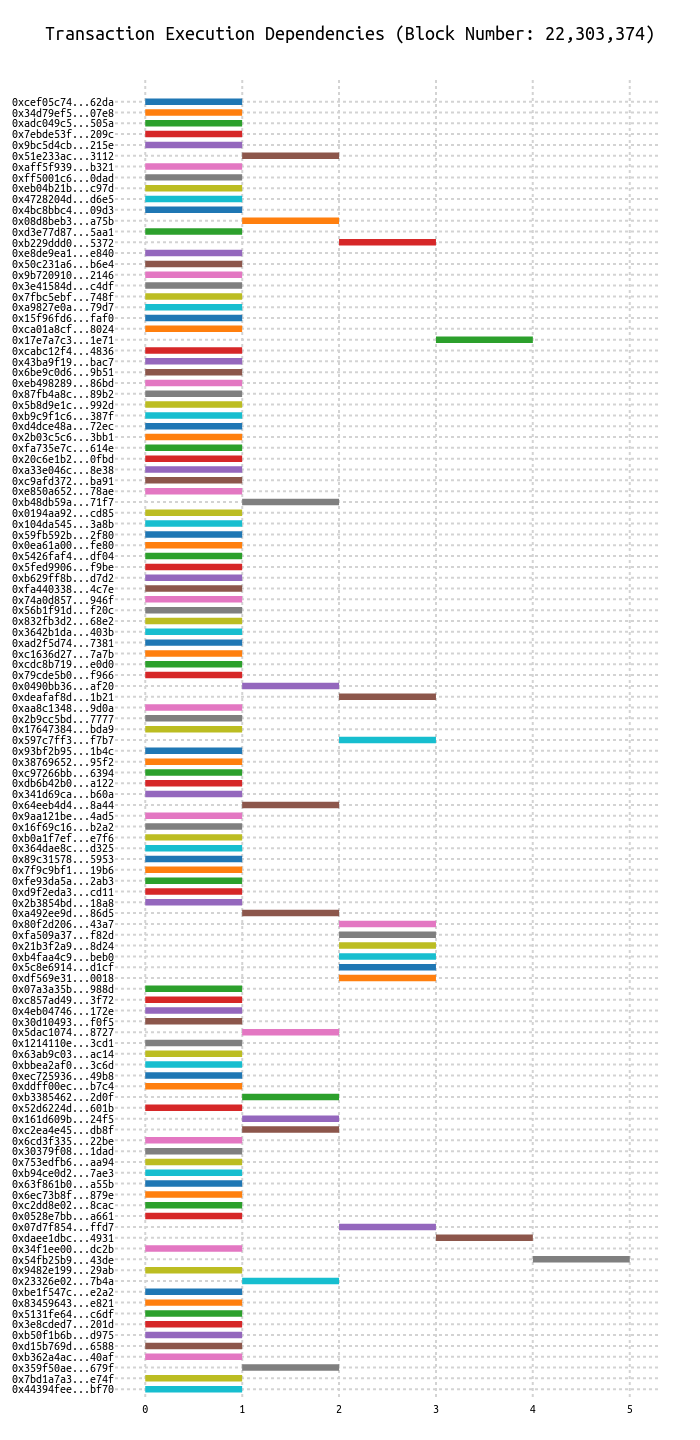 Transaction Execution Dependencies (Block Number: 22,303,374)
0xcef05c74...62da
0x34d79ef5...07e8
0xadc049c5...505a
0x7ebde53f...209c
0x9bc5d4cb...215e
0x51e233ac...3112
0xaff5f939...b321
0xff5001c6...0dad
0xeb04b21b...c97d
0x4728204d...d6e5
0x4bc8bbc4...09d3
0x08d8beb3...a75b
0xd3e77d87...5aa1
0xb229ddd0...5372
0xe8de9ea1...e840
0x50c231a6...b6e4
0x9b720910...2146
0x3e41584d...c4df
0x7fbc5ebf...748f
0xa9827e0a...79d7
0x15f96fd6...faf0
0xca01a8cf...8024
0x17e7a7c3...1e71
0xcabc12f4...4836
0x43ba9f19...bac7
0x6be9c0d6...9b51
0xeb498289...86bd
0x87fb4a8c...89b2
0x5b8d9e1c...992d
0xb9c9f1c6...387f
0xd4dce48a...72ec
0x2b03c5c6...3bb1
0xfa735e7c...614e
0x20c6e1b2...0fbd
0xa33e046c...8e38
0xc9afd372...ba91
0xe850a652...78ae
0xb48db59a...71f7
0x0194aa92...cd85
0x104da545...3a8b
0x59fb592b...2f80
0x0ea61a00...fe80
0x5426faf4...df04
0x5fed9906...f9be
0xb629ff8b...d7d2
0xfa440338...4c7e
0x74a0d857...946f
0x56b1f91d...f20c
0x832fb3d2...68e2
0x3642b1da...403b
0xad2f5d74...7381
0xc1636d27...7a7b
0xcdc8b719...e0d0
0x79cde5b0...f966
0x0490bb36...af20
0xdeafaf8d...1b21
0xaa8c1348...9d0a
0x2b9cc5bd...7777
0x17647384...bda9
0x597c7ff3...f7b7
0x93bf2b95...1b4c
0x38769652...95f2
0xc97266bb...6394
0xdb6b42b0...a122
0x341d69ca...b60a
0x64eeb4d4...8a44
0x9aa121be...4ad5
0x16f69c16...b2a2
0xb0a1f7ef...e7f6
0x364dae8c...d325
0x89c31578...5953
0x7f9c9bf1...19b6
0xfe93da5a...2ab3
0xd9f2eda3...cd11
0x2b3854bd...18a8
0xa492ee9d...86d5
0x80f2d206...43a7
0xfa509a37...f82d
0x21b3f2a9...8d24
0xb4faa4c9...beb0
0x5c8e6914...d1cf
0xdf569e31...0018
0x07a3a35b...988d
0xc857ad49...3f72
0x4eb04746...172e
0x30d10493...f0f5
0x5dac1074...8727
0x1214110e...3cd1
0x63ab9c03...ac14
0xbbea2af0...3c6d
0xec725936...49b8
0xddff00ec...b7c4
0xb3385462...2d0f
0x52d6224d...601b
0x161d609b...24f5
0xc2ea4e45...db8f
0x6cd3f335...22be
0x30379f08...1dad
0x753edfb6...aa94
0xb94ce0d2...7ae3
0x63f861b0...a55b
0x6ec73b8f...879e
0xc2dd8e02...8cac
0x0528e7bb...a661
0x07d7f854...ffd7
0xdaee1dbc...4931
0x34f1ee00...dc2b
0x54fb25b9...43de
0x9482e199...29ab
0x23326e02...7b4a
0xbe1f547c...e2a2
0x83459643...e821
0x5131fe64...c6df
0x3e8cded7...201d
0xb50f1b6b...d975
0xd15b769d...6588
0xb362a4ac...40af
0x359f50ae...679f
0x7bd1a7a3...e74f
0x44394fee...bf70
0 1 2 3 4 5